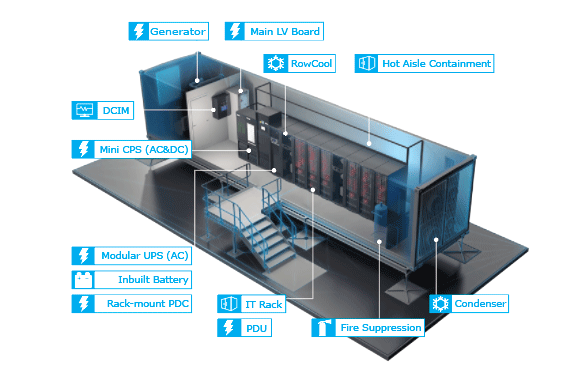 Generator
Main LV Board
RowCool
Hot Aisle Containment
DCIM
Mini CPS (AC&DC)
Modular UPS (AC)
Inbuilt Battery
Rack-mount PDC
IT Rack
PDU
Fire Suppression
Condenser